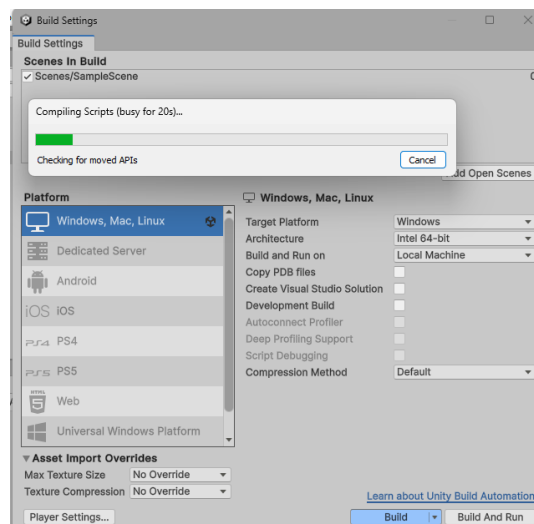 Build Settings
Build Settings
Scenes In Build
Scenes/SampleScene
Compiling Scripts (busy for 20s)...
Checking for moved APIs
Cancel
Add Open Scenes
Platform
Windows, Mac, Linux
Dedicated Server
Android
iOS iOS
PS4 PS4
PS5 PS5
HTML 5 Web
Universal Windows Platform
Windows, Mac, Linux
Target Platform Windows
Architecture Intel 64-bit
Build and Run on Local Machine
Copy PDB files
Create Visual Studio Solution
Development Build
Autoconnect Profiler
Deep Profiling Support
Script Debugging
Compression Method Default
Asset Import Overrides
Max Texture Size No Override
Texture Compression No Override
Learn about Unity Build Automation
Player Settings...
Build
Build And Run